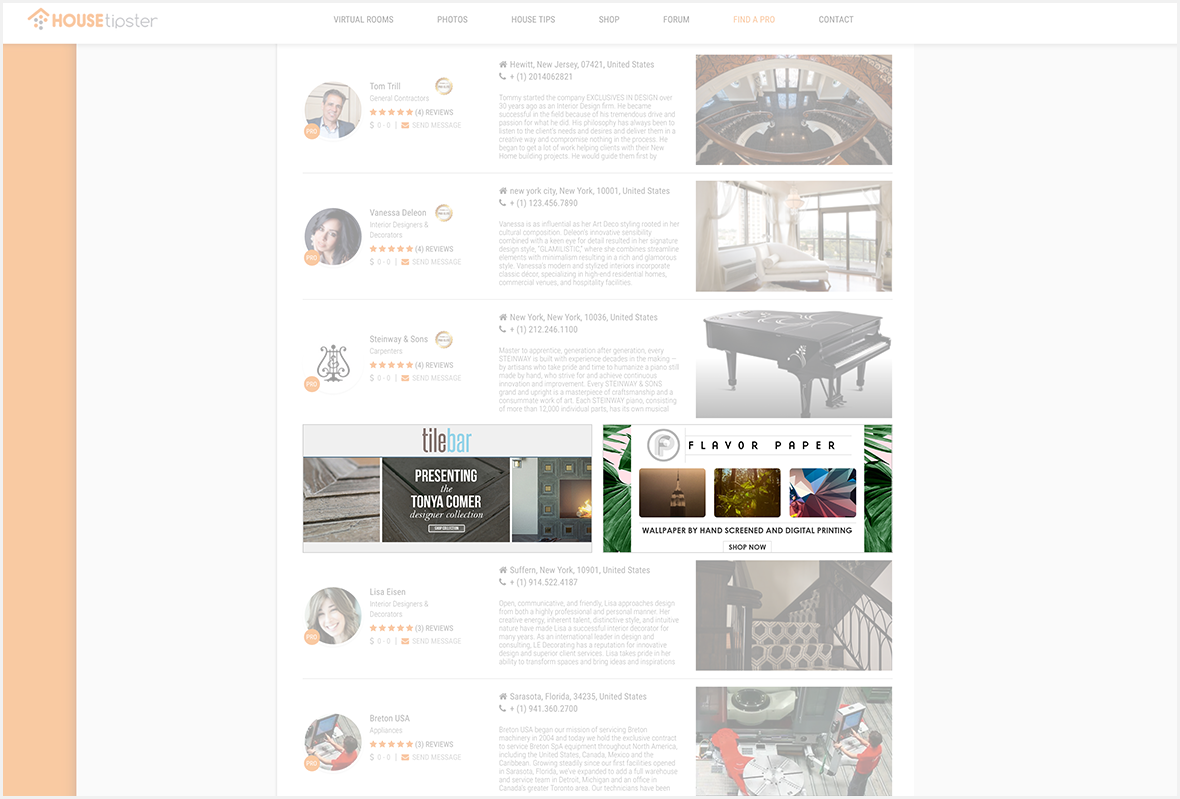 HOUSEtipster
VIRTUAL ROOMS
PHOTOS
HOUSE TIPS
SHOP
FORUM
FIND A PRO
CONTACT
Tom Trill
General Contractors
(4) REVIEWS
$ 0 - 0 | SEND MESSAGE
PRO
Hewitt, New Jersey, 07421, United States
+ (1) 2014062821
Tommy started the company EXCLUSIVES IN DESIGN over
30 years ago as an Interior Design firm. He became
successful in the field because of his tremendous drive and
passion for what he did. His philosophy has always been to
listen to the client's needs and desires and deliver them in a
creative way and compromise nothing in the process. He
began to get a lot of work helping clients with their New
Home building projects. He would guide them first by
Vanessa Deleon
Interior Designers &
Decorators
(4) REVIEWS
$ 0 - 0 | SEND MESSAGE
PRO
new york city, New York, 10001, United States
+ (1) 123.456.7890
Vanessa is as influential as her Art Deco styling rooted in her
cultural composition. Deleon's innovative sensibility
combined with a keen eye for detail resulted in her signature
design style, "GLAMILISTIC," where she combines streamline
elements with minimalism resulting in a rich and glamorous
style. Vanessa's modern and stylized interiors incorporate
classic décor, specializing in high-end residential homes,
commercial venues, and hospitality facilities.
Steinway & Sons
Carpenters
(4) REVIEWS
$ 0 - 0 | SEND MESSAGE
PRO
New York, New York, 10036, United States
+ (1) 212.246.1100
Master to apprentice, generation after generation, every
STEINWAY is built with experience decades in the making —
by artisans who take pride and time to humanize a piano still
made by hand, who strive for and achieve continuous
innovation and improvement. Every STEINWAY & SONS
grand and upright is a masterpiece of craftsmanship and a
consummate work of art. Each STEINWAY piano, consisting
of more than 12,000 individual parts, has its own musical
tilebar
PRESENTING
the
TONYA COMER
designer collection
SHOP COLLECTION
FLAVOR PAPER
WALLPAPER BY HAND SCREENED AND DIGITAL PRINTING
SHOP NOW
Lisa Eisen
Interior Designers &
Decorators
(3) REVIEWS
$ 0 - 0 | SEND MESSAGE
PRO
Suffern, New York, 10901, United States
+ (1) 914.522.4187
Open, communicative, and friendly, Lisa approaches design
from both a highly professional and personal manner. Her
creative energy, inherent talent, distinctive style, and intuitive
nature have made Lisa a successful interior decorator for
many years. As an international leader in design and
consulting, LE Decorating has a reputation for innovative
design and superior client services. Lisa takes pride in her
ability to transform spaces and bring ideas and inspirations
Breton USA
Appliances
(3) REVIEWS
$ 0 - 0 | SEND MESSAGE
PRO
Sarasota, Florida, 34235, United States
+ (1) 941.360.2700
Breton USA began our mission of servicing Breton
machinery in 2004 and today we hold the exclusive contract
to service Breton SpA equipment throughout North America,
including the United States, Canada, Mexico and the
Caribbean. Growing steadily since our first facilities opened
in Sarasota, Florida, we've expanded to add a full warehouse
and service team in Detroit, Michigan and an office in
Canada's greater Toronto area. Our technicians have been